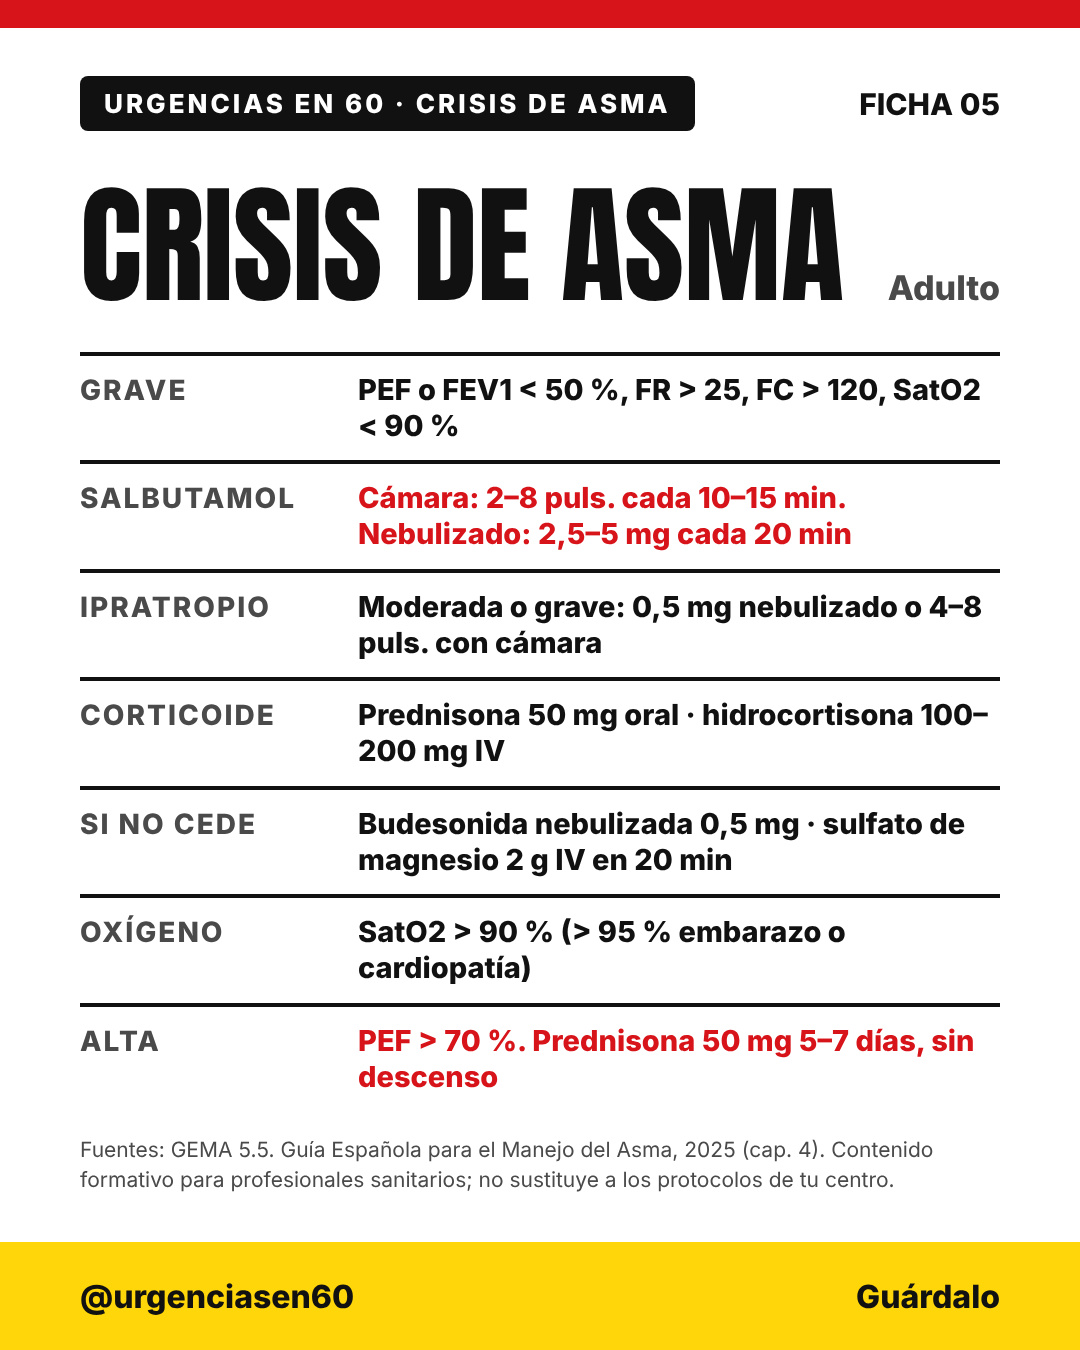 URGENCIAS EN 60 · CRISIS DE ASMA
FICHA 05
CRISIS DE ASMA
Adulto
GRAVE
PEF o FEV1 < 50 %, FR > 25, FC > 120, SatO2
< 90 %
SALBUTAMOL
Cámara: 2–8 puls. cada 10–15 min.
Nebulizado: 2,5–5 mg cada 20 min
IPRATROPIO
Moderada o grave: 0,5 mg nebulizado o 4–8
puls. con cámara
CORTICOIDE
Prednisona 50 mg oral · hidrocortisona 100–
200 mg IV
SI NO CEDE
Budesonida nebulizada 0,5 mg · sulfato de
magnesio 2 g IV en 20 min
OXÍGENO
SatO2 > 90 % (> 95 % embarazo o
cardiopatía)
ALTA
PEF > 70 %. Prednisona 50 mg 5–7 días, sin
descenso
Fuentes: GEMA 5.5. Guía Española para el Manejo del Asma, 2025 (cap. 4). Contenido
formativo para profesionales sanitarios; no sustituye a los protocolos de tu centro.
@urgenciasen60
Guárdalo